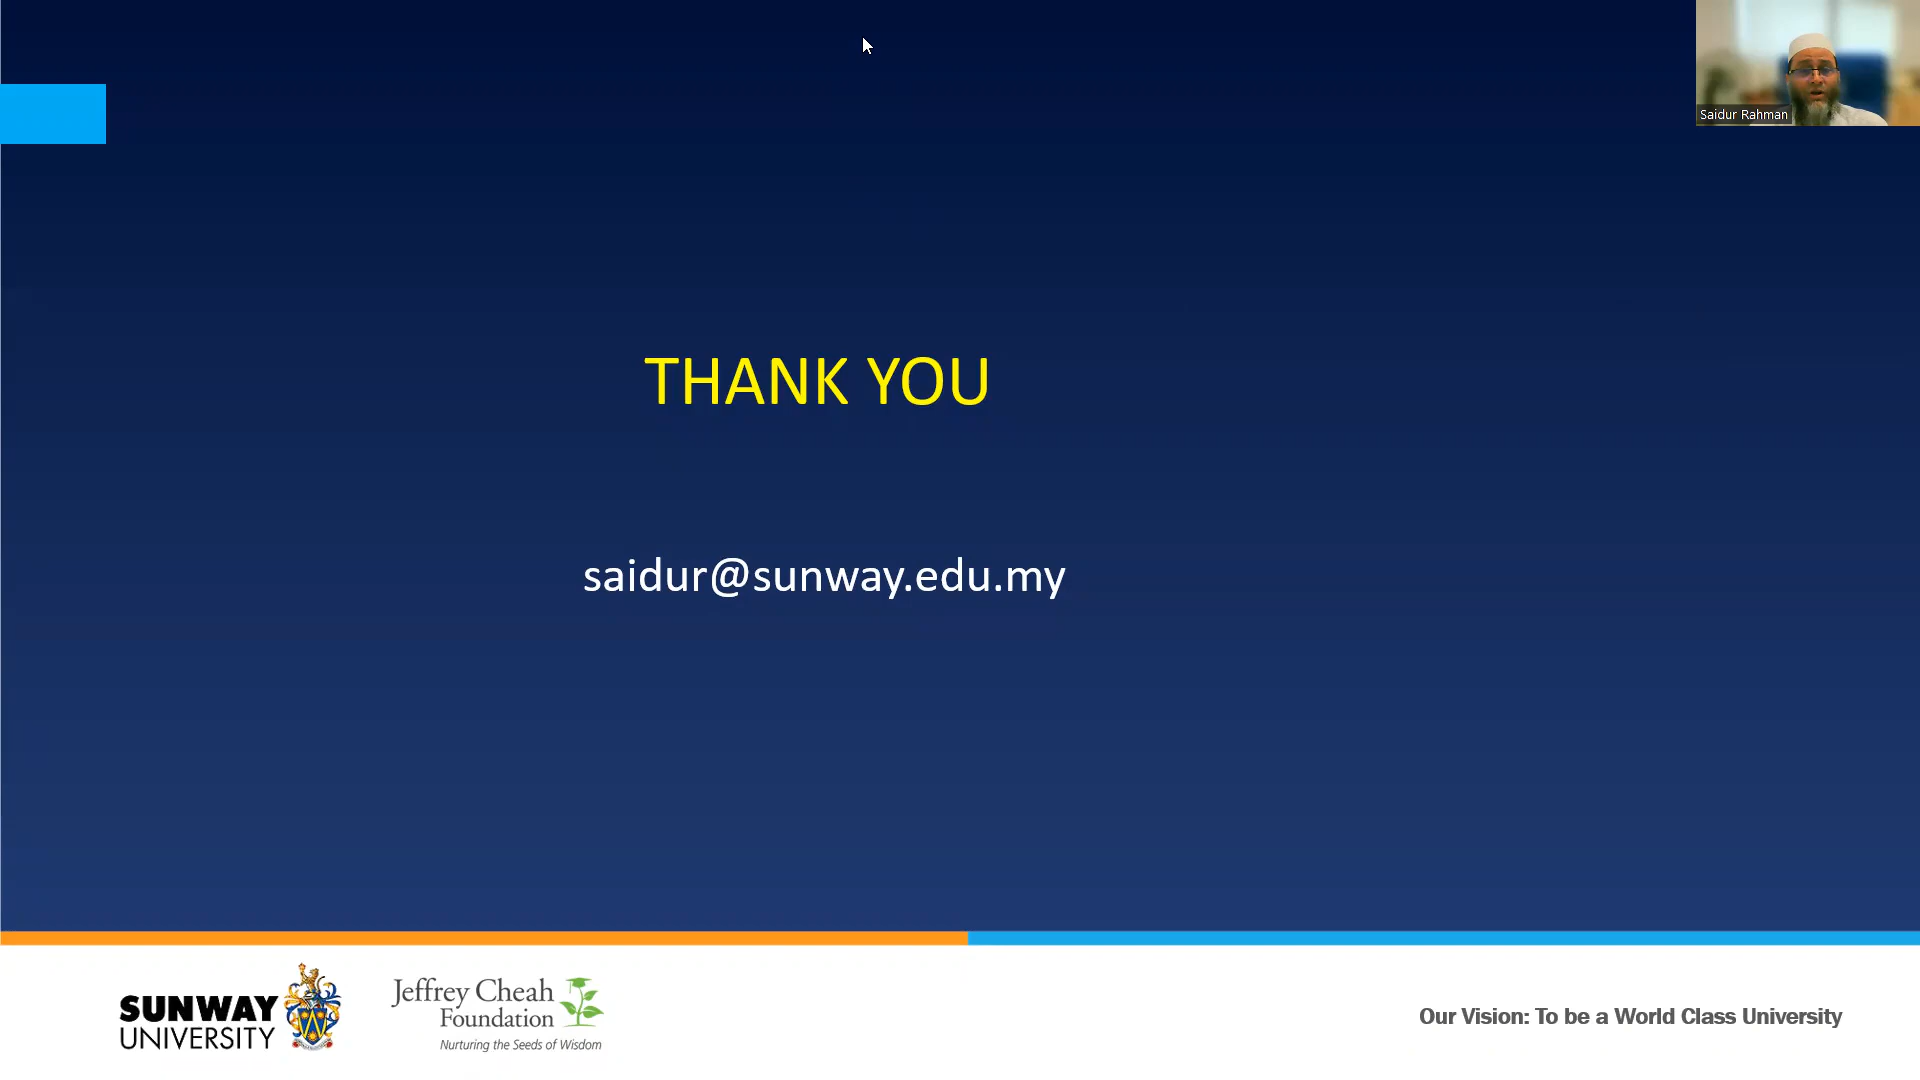 Saidur Rahman
THANK YOU
saidur@sunway.edu.my
SUNWAY
UNIVERSITY
Jeffrey Cheah
Foundation
Nurturing the Seeds of Wisdom
Our Vision: To be a World Class University